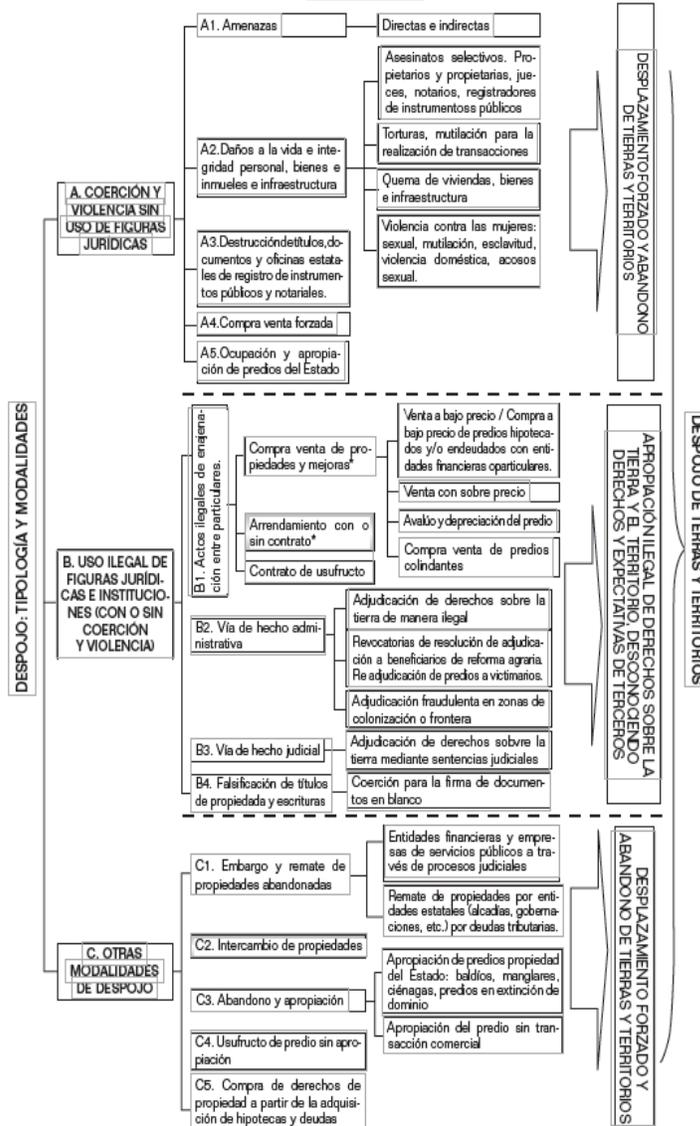 DESPOJO: TIPOLOGÍA Y MODALIDADES
A. COERCIÓN Y
VIOLENCIA SIN
USO DE FIGURAS
JURÍDICAS
A1. Amenazas
Directas e indirectas
A2.Daños a la vida e inte-
gridad personal, bienes e
inmueles e infraestructura
Asesinatos selectivos. Pro-
pietarios y propietarias, jue-
ces, notarios, registradores
de instrumentoss públicos
Torturas, mutilación para la
realización de transacciones
Quema de viviendas, bienes
e infraestructura
Violencia contra las mujeres:
sexual, mutilación, esclavitud,
violencia doméstica, acosos
sexual.
A3.Destruccióndetítulos,do-
cumentos y oficinas estata-
les de registro de instrumen-
tos públicos y notariales.
A4.Compra venta forzada
A5.Ocupación y apropia-
ción de predios del Estado
DESPLAZAMIENTO FORZADO Y ABANDONO
DE TIERRAS Y TERRITORIOS
B. USO ILEGAL DE
FIGURAS JURÍDI-
CAS E INSTITUCIO-
NES (CON O SIN
COERCIÓN
Y VIOLENCIA)
B1. Actos ilegales de enajena-
ción entre particulares.
Compra venta de pro-
piedades y mejoras*
Venta a bajo precio / Compra a
bajo precio de predios hipoteca-
dos y/o endeudados con enti-
dades financieras oparticulares.
Venta con sobre precio
Avalúo y depreciación del predio
Compra venta de predios
colindantes
Arrendamiento con o
sin contrato*
Contrato de usufructo
B2. Vía de hecho admi-
nistrativa
Adjudicación de derechos sobre la
tierra de manera ilegal
Revocatorias de resolución de adjudica-
ción a beneficiarios de reforma agraria.
Re adjudicación de predios a victimarios.
Adjudicación fraudulenta en zonas de
colonización o frontera
B3. Vía de hecho judicial
Adjudicación de derechos sobvre la
tierra mediante sentencias judiciales
B4. Falsificación de títulos
de propiedad y escrituras
Coerción para la firma de documen-
tos en blanco
APROPIACIÓN ILEGAL DE DERECHOS SOBRE LA
TIERRA Y EL TERRITORIO, DESCONOCIENDO
DERECHOS Y EXPECTATIVAS DE TERCEROS
C. OTRAS
MODALIDADES
DE DESPOJO
C1. Embargo y remate de
propiedades abandonadas
Entidades financieras y empre-
sas de servicios públicos a tra-
vés de procesos judiciales
Remate de propiedades por enti-
dades estatales (alcadías, goberna-
ciones, etc.) por deudas tributarias.
C2. Intercambio de propiedades
C3. Abandono y apropiación
Apropiación de predios propiedad
del Estado: baldíos, manglares,
ciénagas, predios en extinción de
dominio
Apropiación del predio sin tran-
sacción comercial
C4. Usufructo de predio sin apro-
piación
C5. Compra de derechos de
propiedad a partir de la adquisi-
ción de hipotecas y deudas
DESPLAZAMIENTO FORZADO Y
ABANDONO DE TIERRAS Y TERRITORIOS
DESPOJO DE TIERRAS Y TERRITORIOS